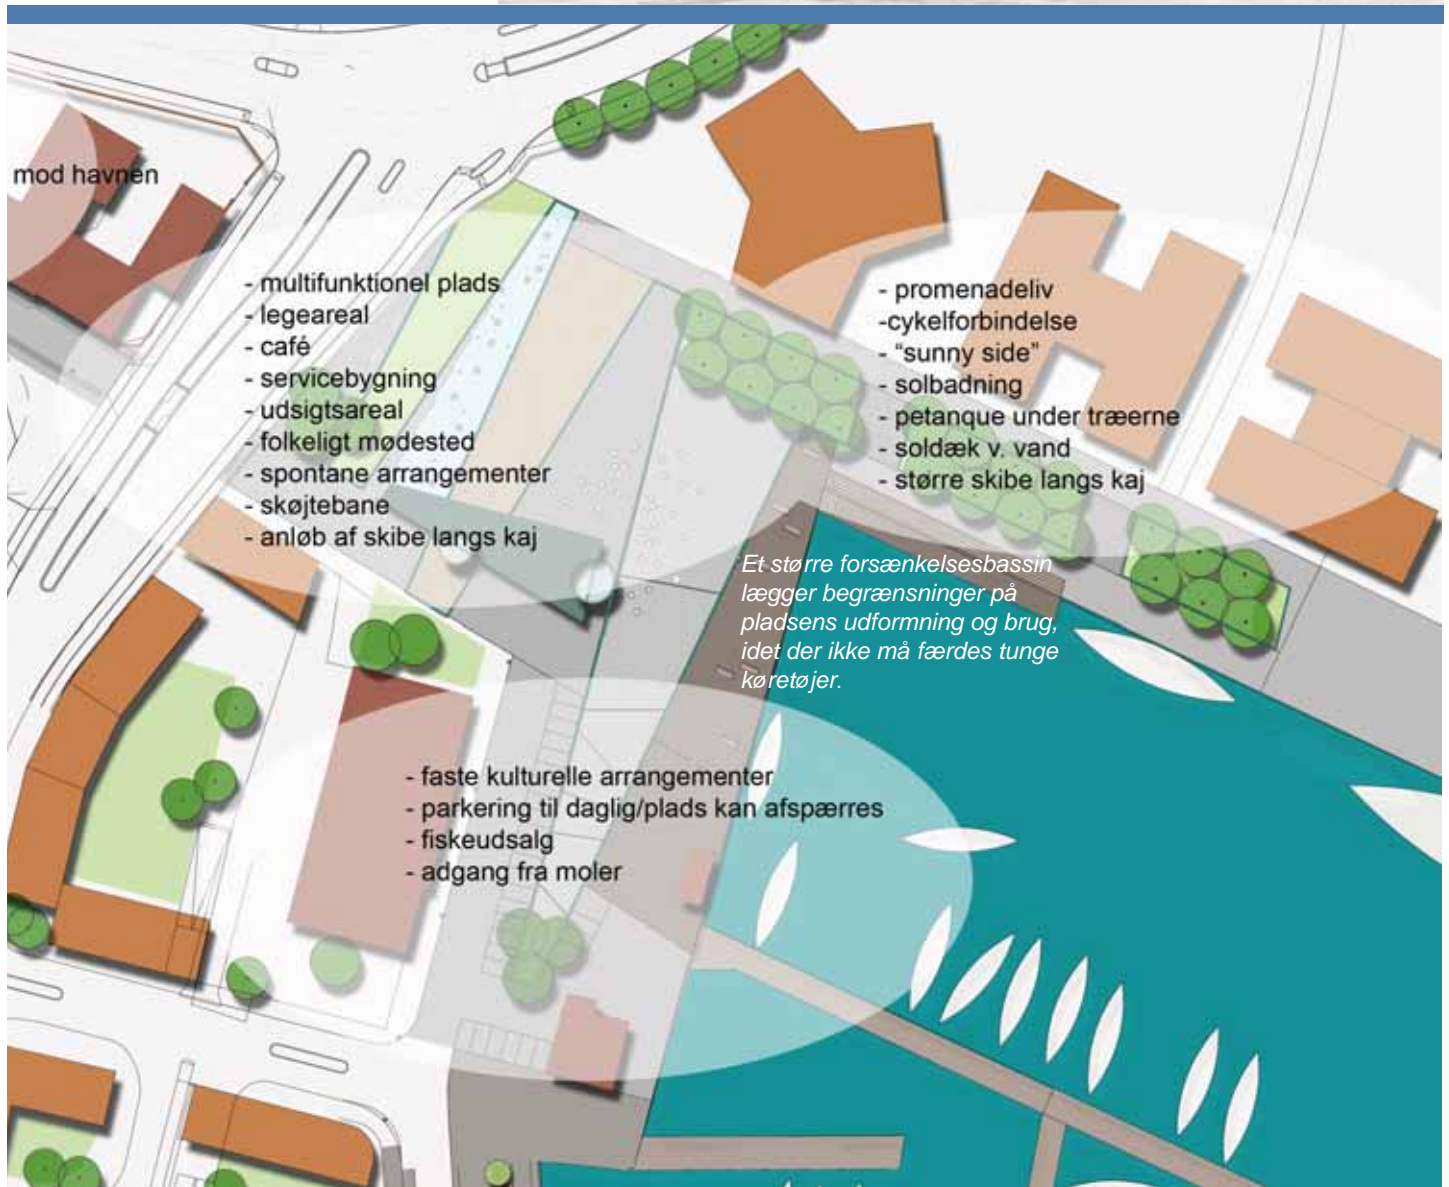 mod havnen
- multifunktionel plads
- legeareal
- café
- servicebygning
- udsigtsareal
- folkeligt mødested
- spontane arrangementer
- skøjtebane
- anløb af skibe langs kaj
- promenadeliv
-cykelforbindelse
- “sunny side”
- solbadning
- petanque under træerne
- soldæk v. vand
- større skibe langs kaj
Et større forsænkelsesbassin
lægger begrænsninger på
pladsens udformning og brug,
idet der ikke må færdes tunge
køretøjer.
- faste kulturelle arrangementer
- parkering til daglig/plads kan afspærres
- fiskeudsalg
- adgang fra moler